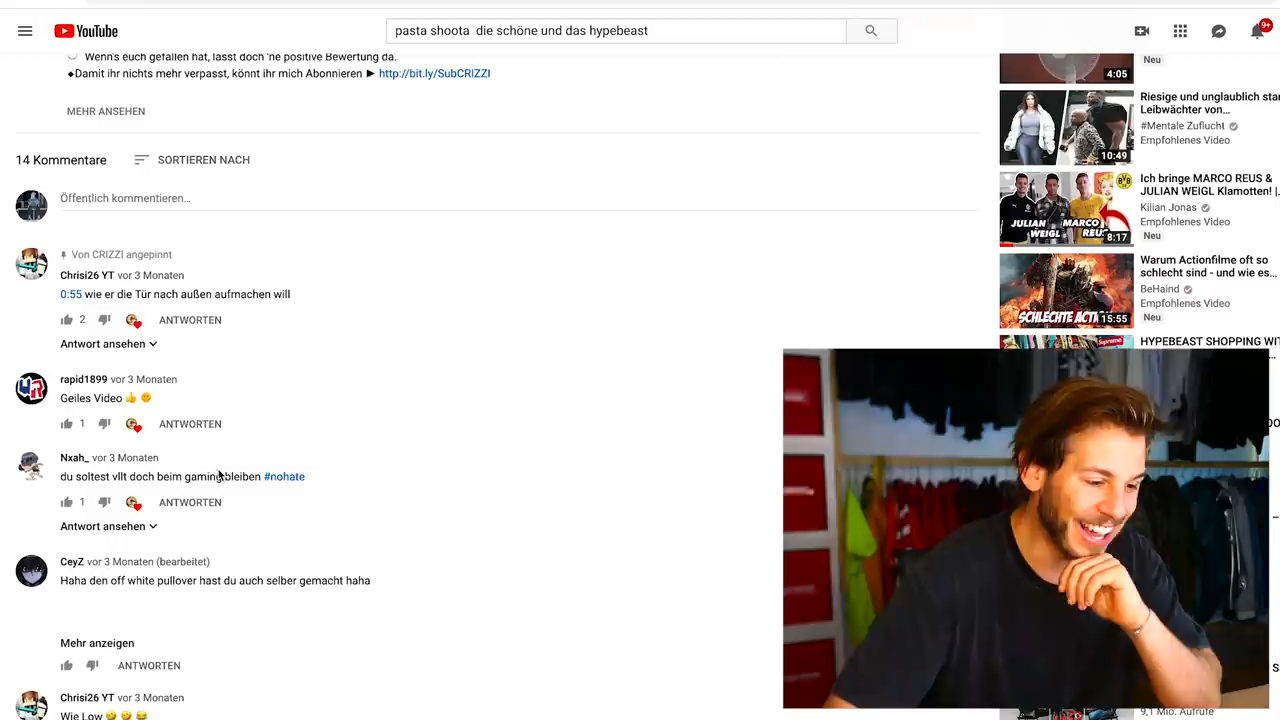 YouTube
pasta shoota die schöne und das hypebeast
9+
Wenn's euch gefallen hat, lasst doch 'ne positive Bewertung da.
◆Damit ihr nichts mehr verpasst, könnt ihr mich Abonnieren ► http://bit.ly/SubCRIZZI
MEHR ANSEHEN
14 Kommentare
SORTIEREN NACH
Öffentlich kommentieren...
Von CRIZZI angepinnt
Chrisi26 YT vor 3 Monaten
0:55 wie er die Tür nach außen aufmachen will
2
ANTWORTEN
Antwort ansehen
rapid1899 vor 3 Monaten
Geiles Video 👍 🙂
1
ANTWORTEN
Nxah_ vor 3 Monaten
du soltest vllt doch beim gaming bleiben #nohate
1
ANTWORTEN
Antwort ansehen
CeyZ vor 3 Monaten (bearbeitet)
Haha den off white pullover hast du auch selber gemacht haha
Mehr anzeigen
ANTWORTEN
Chrisi26 YT vor 3 Monaten
Wie Low 🤣 🤣 😂
4:05
Neu
10:49
Riesige und unglaublich star
Leibwächter von...
#Mentale Zuflucht
Empfohlenes Video
JULIAN WEIGL
MARCO REUS
8:17
Ich bringe MARCO REUS &
JULIAN WEIGL Klamotten! |
Kilian Jonas
Empfohlenes Video
Neu
SCHLECHTE ACTI
15:55
Warum Actionfilme oft so
schlecht sind - und wie es...
BeHaind
Empfohlenes Video
Neu
Supreme
HYPEBEAST SHOPPING WIT
9,1 Mio. Aufrufe